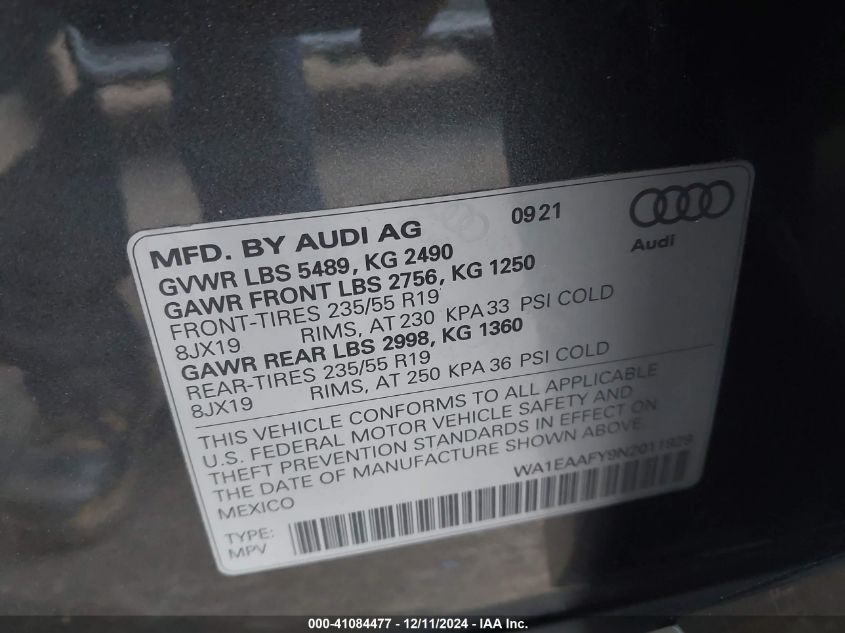 MFD. BY AUDI AG 09 21
Audi
GVWR LBS 5489, KG 2490
GAWR FRONT LBS 2756, KG 1250
FRONT-TIRES 235/55 R19
8JX19 RIMS, AT 230 KPA 33 PSI COLD
GAWR REAR LBS 2998, KG 1360
REAR-TIRES 235/55 R19
8JX19 RIMS, AT 250 KPA 36 PSI COLD
THIS VEHICLE CONFORMS TO ALL APPLICABLE
U.S. FEDERAL MOTOR VEHICLE SAFETY AND
THEFT PREVENTION STANDARDS IN EFFECT ON
THE DATE OF MANUFACTURE SHOWN ABOVE.
MEXICO WA1EAAFY9N2011929
TYPE:
MPV
000-41084477 - 12/11/2024 - IAA Inc.